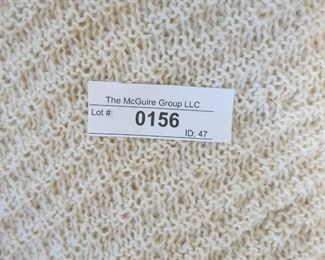 The McGuire Group LLC
Lot #: 0156
ID: 47